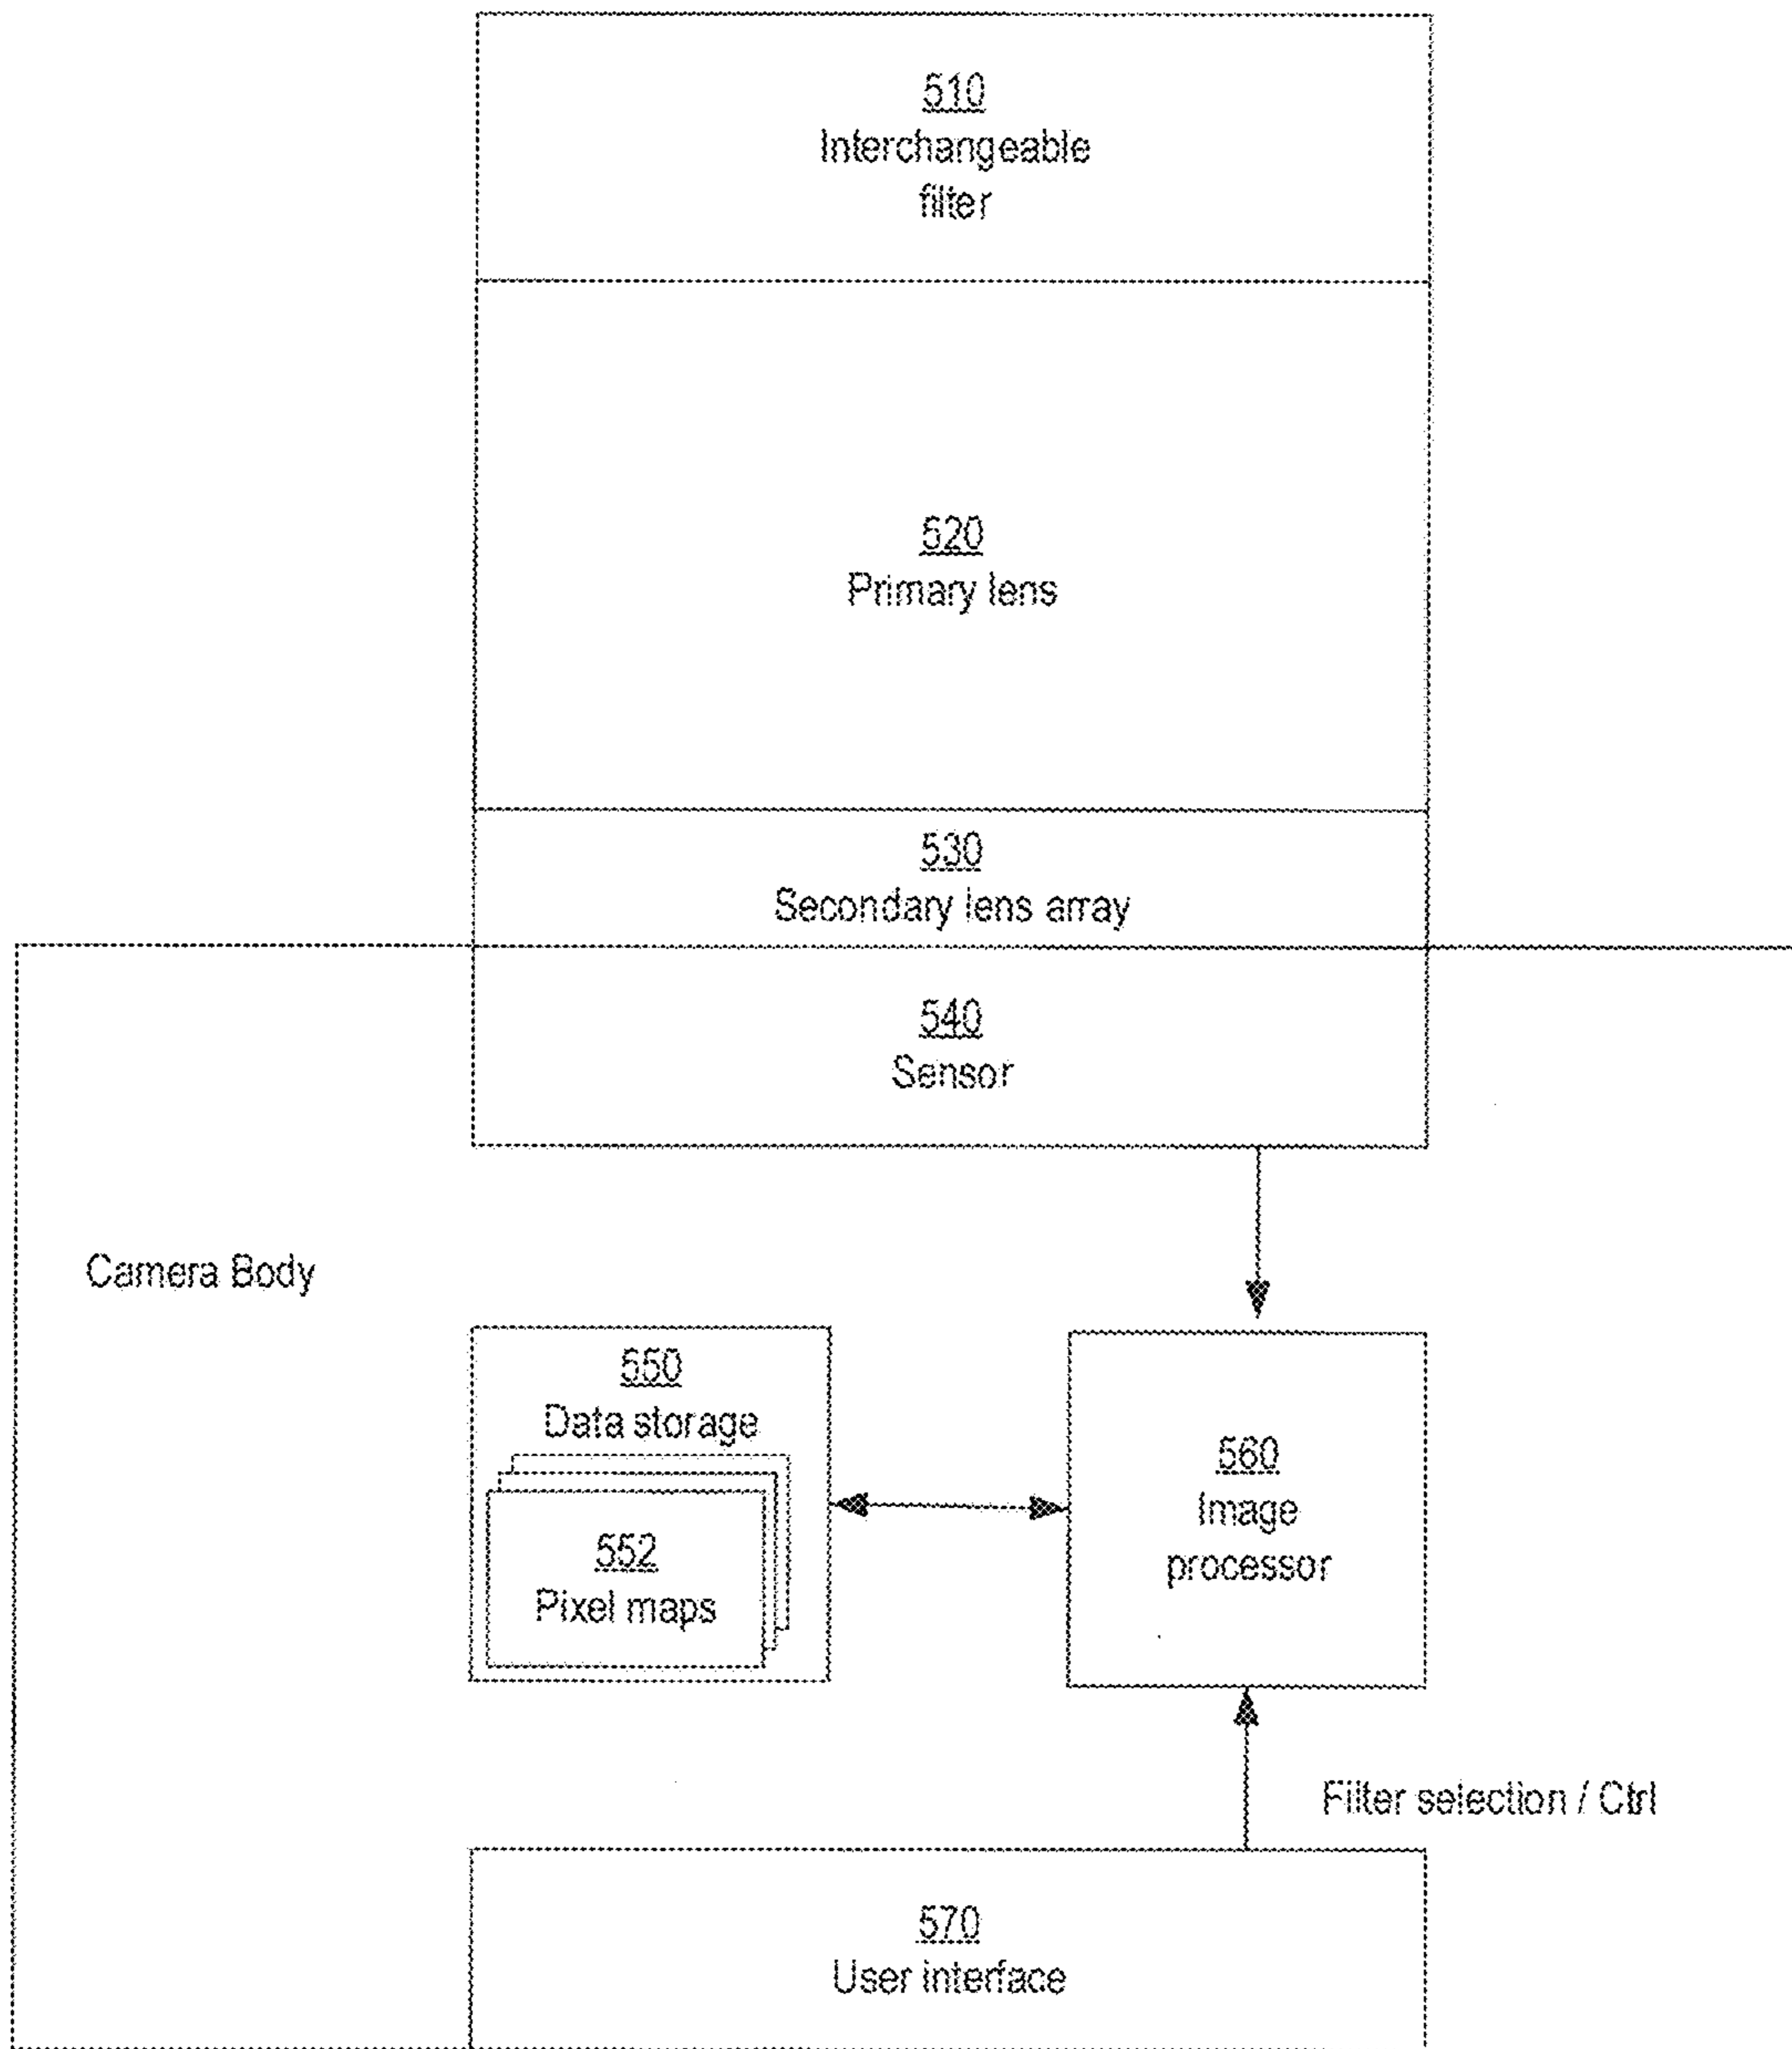 510
Interchangeable
filter
520
Primary lens
530
Secondary lens array
540
Sensor
Camera Body
550
Data storage
552
Pixel maps
560
Image
processor
Filter selection / Ctrl
570
User interface